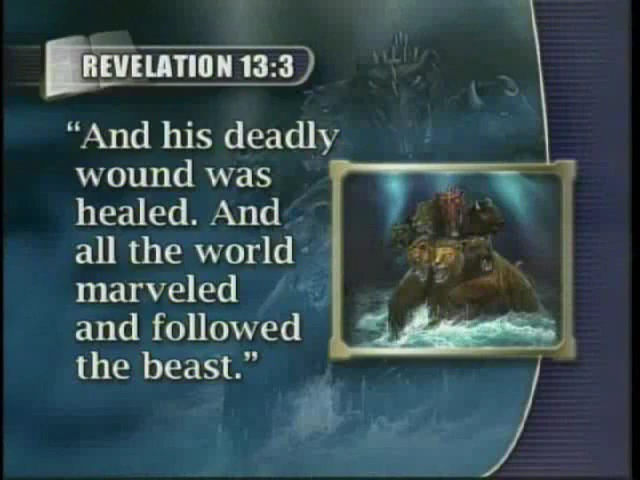 REVELATION 13:3
“And his deadly
wound was
healed. And
all the world
marveled
and followed
the beast.”